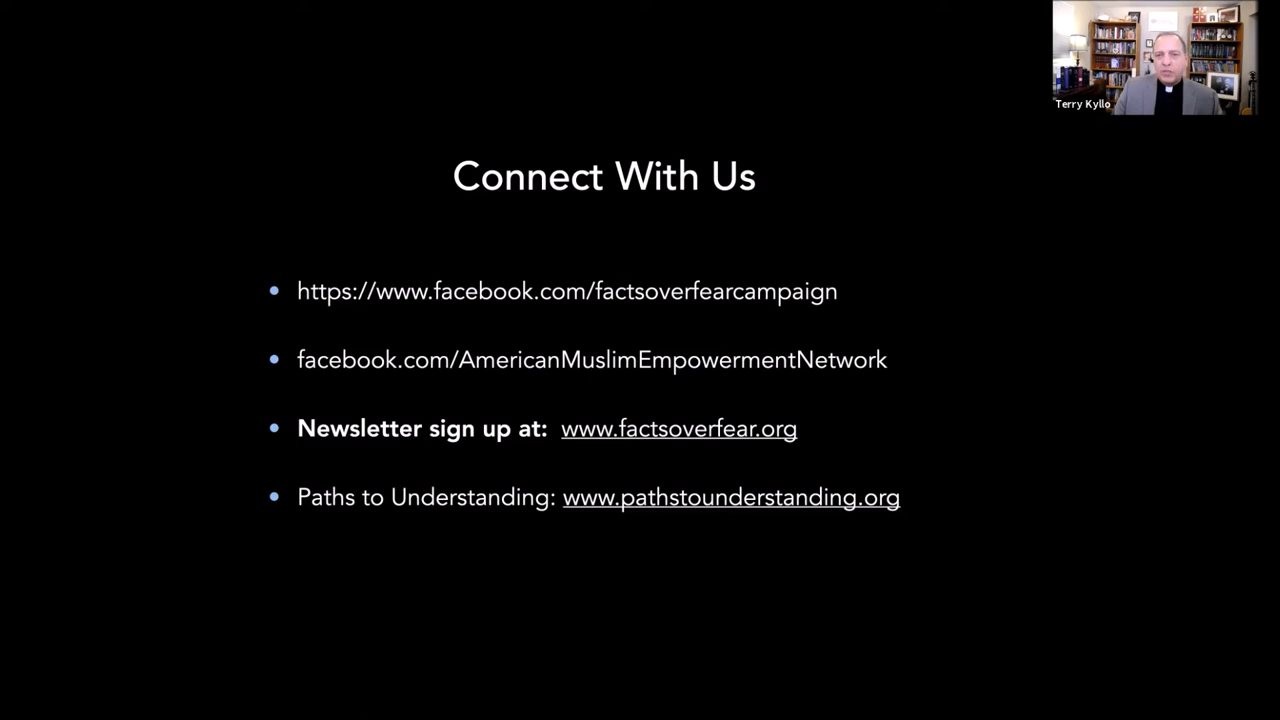 Terry Kyllo
Connect With Us
https://www.facebook.com/factsoverfearcampaign
facebook.com/AmericanMuslimEmpowermentNetwork
Newsletter sign up at: www.factsoverfear.org
Paths to Understanding: www.pathstounderstanding.org